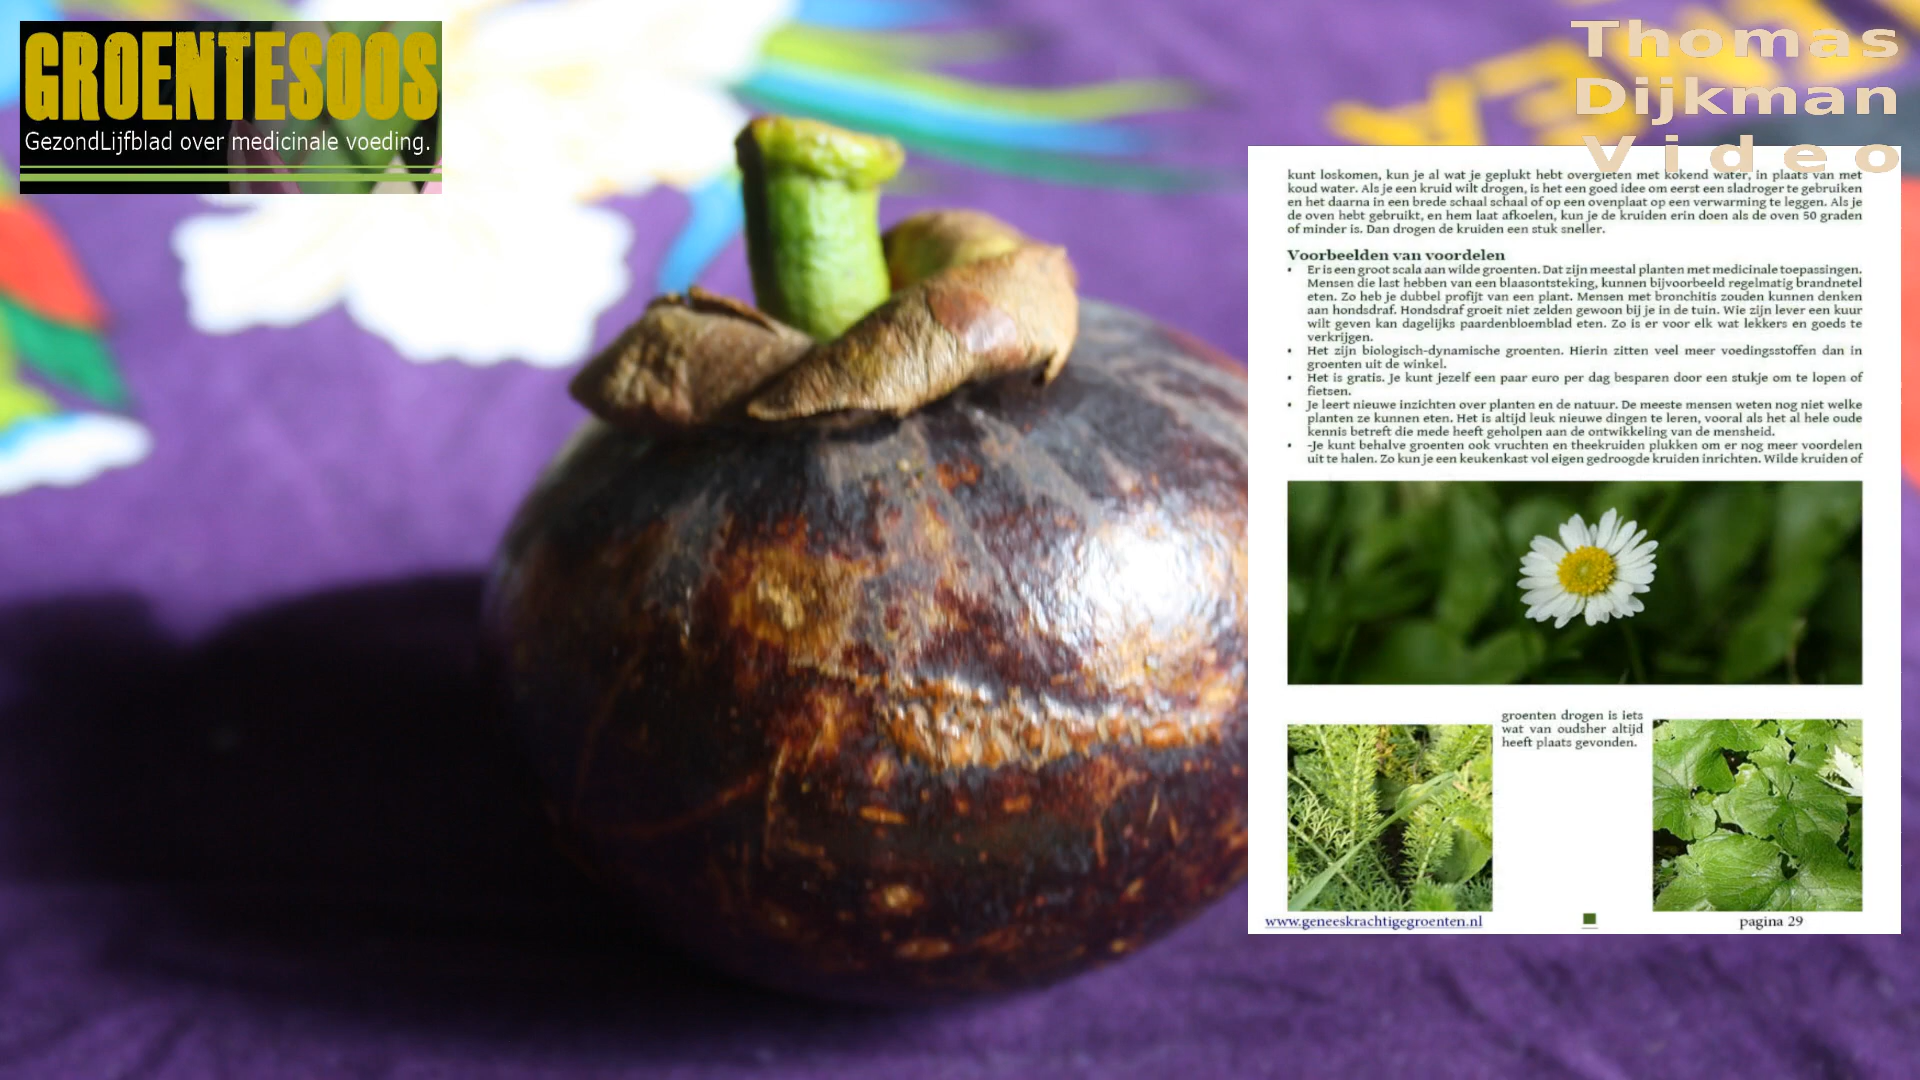 GROENTESOOS
GezondLijfblad over medicinale voeding.
Thomas
Dijkman
Video
kunt loskomen, kun je al wat je geplukt hebt overgieten met kokend water, in plaats van met
koud water. Als je een kruid wilt drogen, is het een goed idee om eerst een sladroger te gebruiken
en het daarna in een brede schaal schaal of op een ovenplaat op een verwarming te leggen. Als je
de oven hebt gebruikt, en hem laat afkoelen, kun je de kruiden erin doen als de oven 50 graden
of minder is. Dan drogen de kruiden een stuk sneller.
Voorbeelden van voordelen
• Er is een groot scala aan wilde groenten. Dat zijn meestal planten met medicinale toepassingen.
Mensen die last hebben van een blaasontsteking, kunnen bijvoorbeeld regelmatig brandnetel
eten. Zo heb je dubbel profijt van een plant. Mensen met bronchitis zouden kunnen denken
aan hondsdraf. Hondsdraf groeit niet zelden gewoon bij je in de tuin. Wie zijn lever een kuur
wilt geven kan dagelijks paardenbloemblad eten. Zo is er voor elk wat lekkers en goeds te
verkrijgen.
• Het zijn biologisch-dynamische groenten. Hierin zitten veel meer voedingsstoffen dan in
groenten uit de winkel.
• Het is gratis. Je kunt jezelf een paar euro per dag besparen door een stukje om te lopen of
fietsen.
• Je leert nieuwe inzichten over planten en de natuur. De meeste mensen weten nog niet welke
planten ze kunnen eten. Het is altijd leuk nieuwe dingen te leren, vooral als het al hele oude
kennis betreft die mede heeft geholpen aan de ontwikkeling van de mensheid.
• -Je kunt behalve groenten ook vruchten en theekruiden plukken om er nog meer voordelen
uit te halen. Zo kun je een keukenkast vol eigen gedroogde kruiden inrichten. Wilde kruiden of
groenten drogen is iets
wat van oudsher altijd
heeft plaats gevonden.
www.geneeskrachtigegroenten.nl
pagina 29